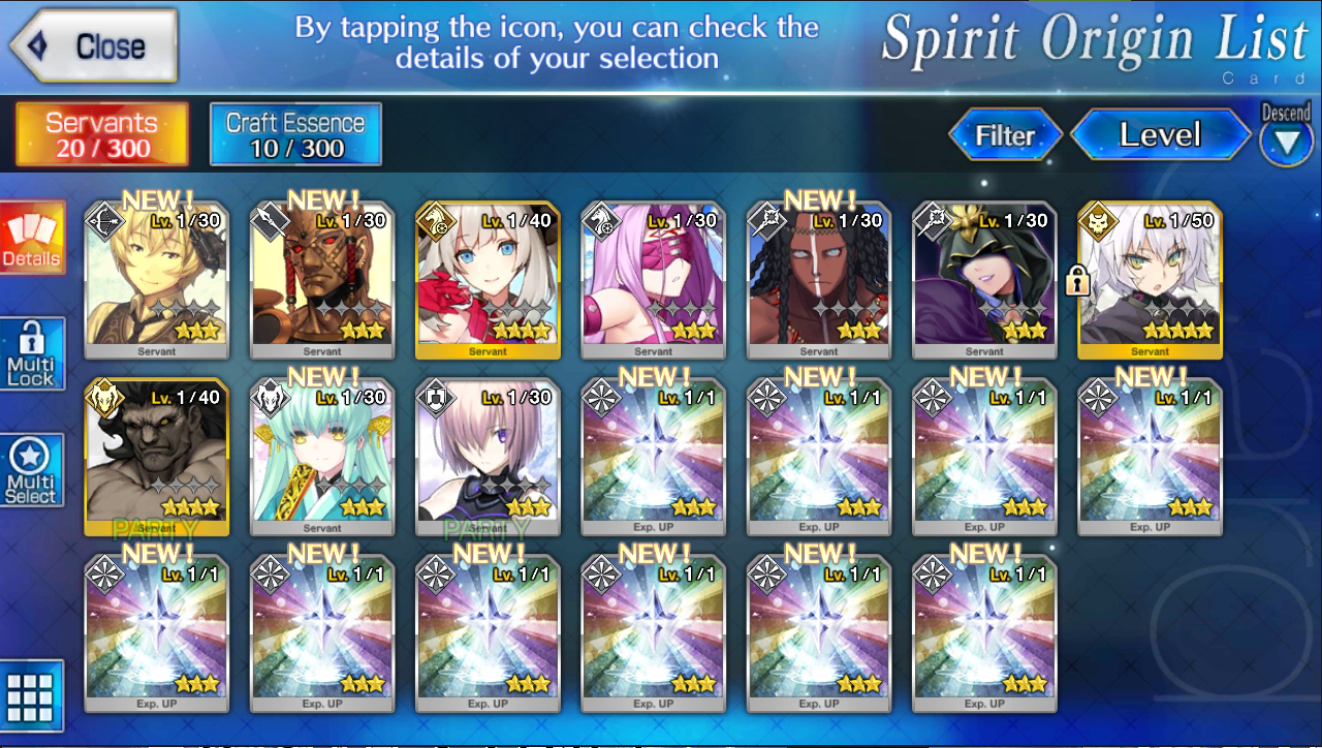 Close
By tapping the icon, you can check the
details of your selection
Spirit Origin List
Card
Servants
20 / 300
Craft Essence
10 / 300
Filter
Level
Descend
Details
Multi
Lock
Multi
Select
NEW! NEW! NEW!
Lv. 1/30 Lv. 1/30 Lv. 1/40 Lv. 1/30 Lv. 1/30 Lv. 1/30 Lv. 1/50
Servant Servant Servant Servant Servant Servant Servant
NEW! NEW! NEW! NEW! NEW!
Lv. 1/40 Lv. 1/30 Lv. 1/30 Lv. 1/1 Lv. 1/1 Lv. 1/1 Lv. 1/1
Servant Servant Servant Exp. UP Exp. UP Exp. UP Exp. UP
PARTY PARTY
NEW! NEW! NEW! NEW! NEW! NEW!
Lv. 1/1 Lv. 1/1 Lv. 1/1 Lv. 1/1 Lv. 1/1 Lv. 1/1
Exp. UP Exp. UP Exp. UP Exp. UP Exp. UP Exp. UP